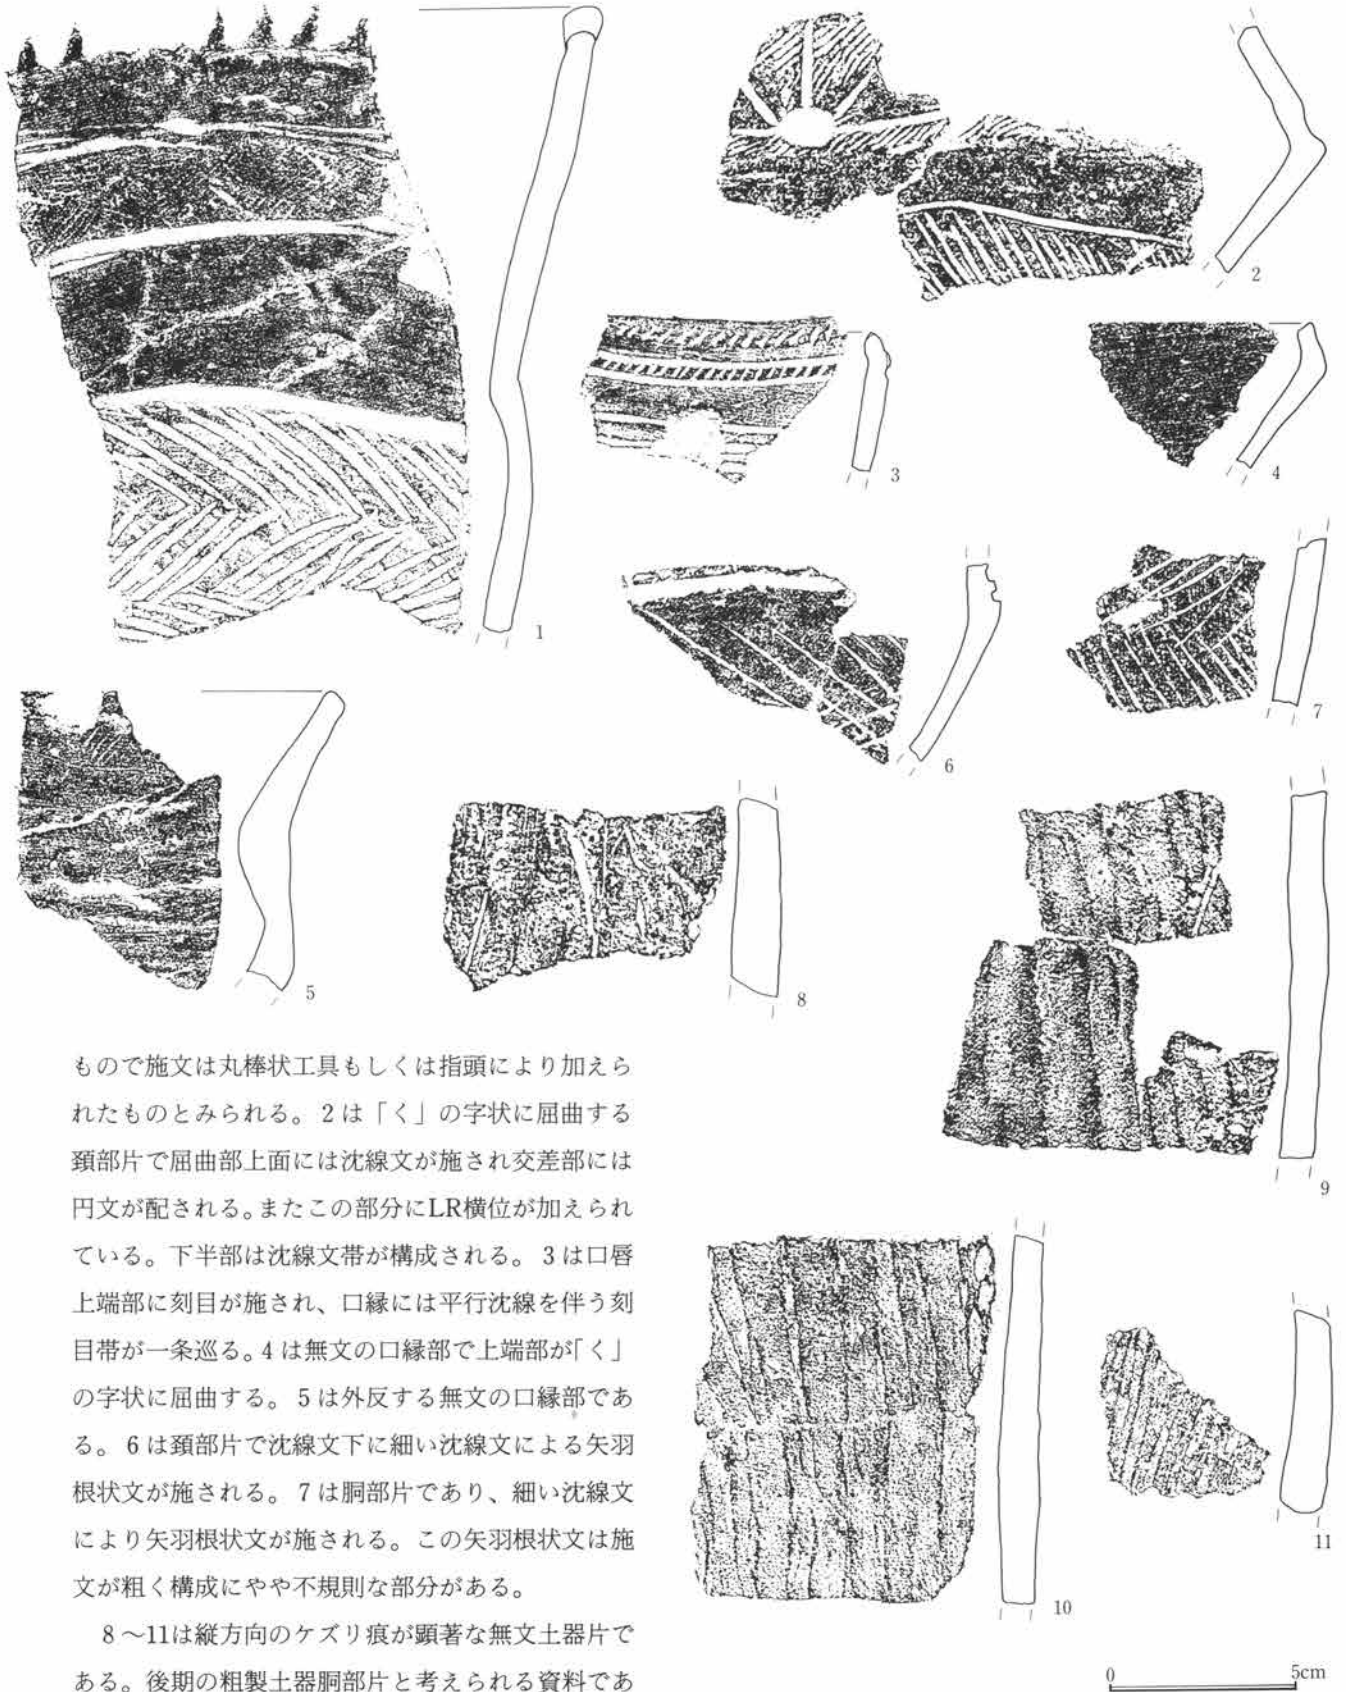 1
2
3
4
5
6
7
8
9
10
11
もので施文は丸棒状工具もしくは指頭により加えら
れたものとみられる。2は「く」の字状に屈曲する
頚部片で屈曲部上面には沈線文が施され交差部には
円文が配される。またこの部分にLR横位が加えられ
ている。下半部は沈線文帯が構成される。3は口唇
上端部に刻目が施され、口縁には平行沈線を伴う刻
目帯が一条巡る。4は無文の口縁部で上端部が「く」
の字状に屈曲する。5は外反する無文の口縁部であ
る。6は頚部片で沈線文下に細い沈線文による矢羽
根状文が施される。7は胴部片であり、細い沈線文
により矢羽根状文が施される。この矢羽根状文は施
文が粗く構成にやや不規則な部分がある。
8〜11は縦方向のケズリ痕が顕著な無文土器片で
ある。後期の粗製土器胴部片と考えられる資料であ
0 5cm